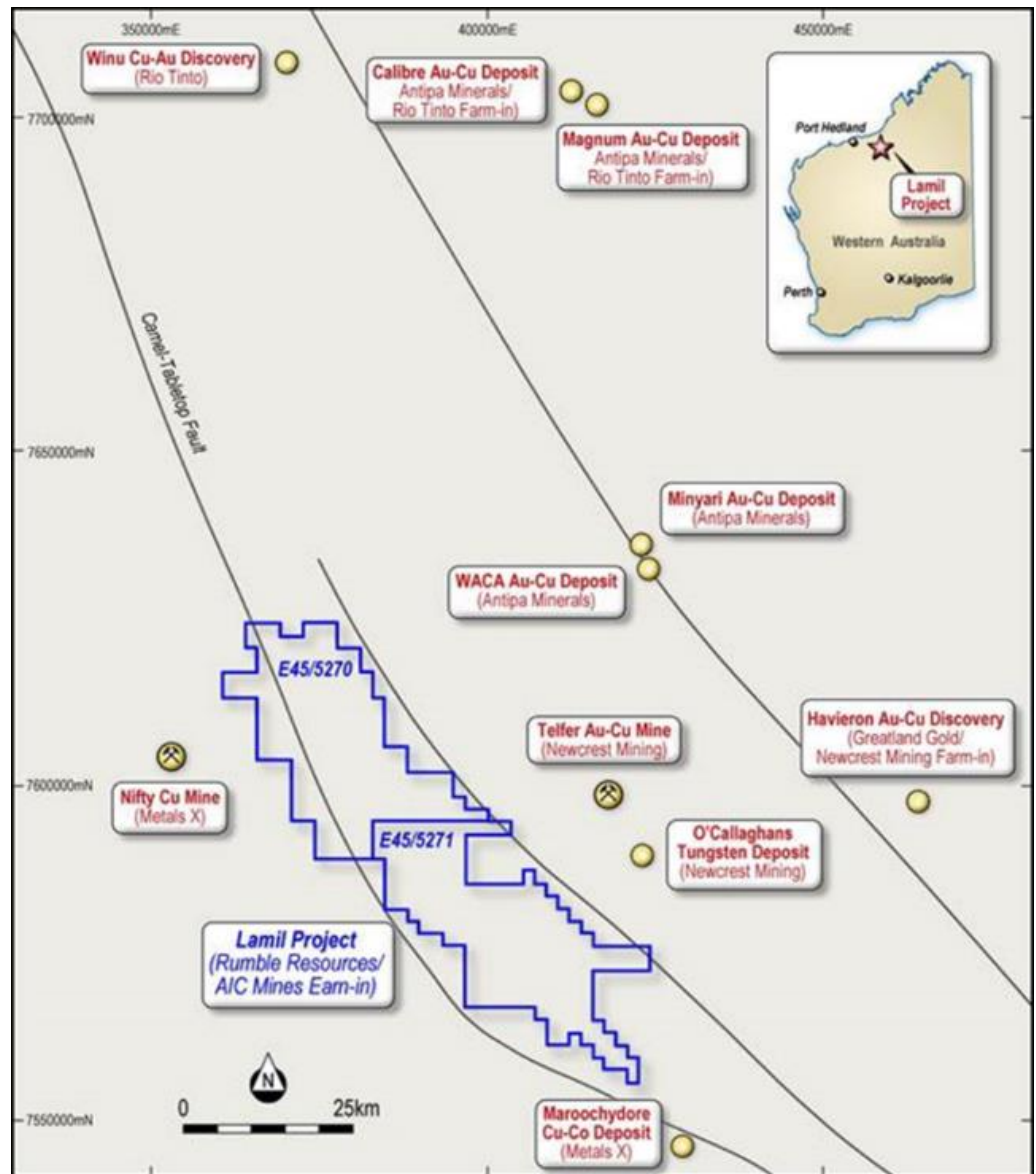 350000mE
400000mE
450000mE
Winu Cu-Au Discovery
(Rio Tinto)
Calibre Au-Cu Deposit
Antipa Minerals/
Rio Tinto Farm-in)
7700000mN
Magnum Au-Cu Deposit
Antipa Minerals/
Rio Tinto Farm-in)
Port Hedland
Lamil
Project
Western Australia
Kalgoorlie
Perth
Camel-Tabletop Fault
7650000mN
Minyari Au-Cu Deposit
(Antipa Minerals)
WACA Au-Cu Deposit
(Antipa Minerals)
E45/5270
Telfer Au-Cu Mine
(Newcrest Mining)
Havieron Au-Cu Discovery
(Greatland Gold/
Newcrest Mining Farm-in)
7600000mN
Nifty Cu Mine
(Metals X)
E45/5271
O'Callaghans
Tungsten Deposit
(Newcrest Mining)
Lamil Project
(Rumble Resources/
AIC Mines Earn-in)
N
0 25km
7550000mN
Maroochydore
Cu-Co Deposit
(Metals X)